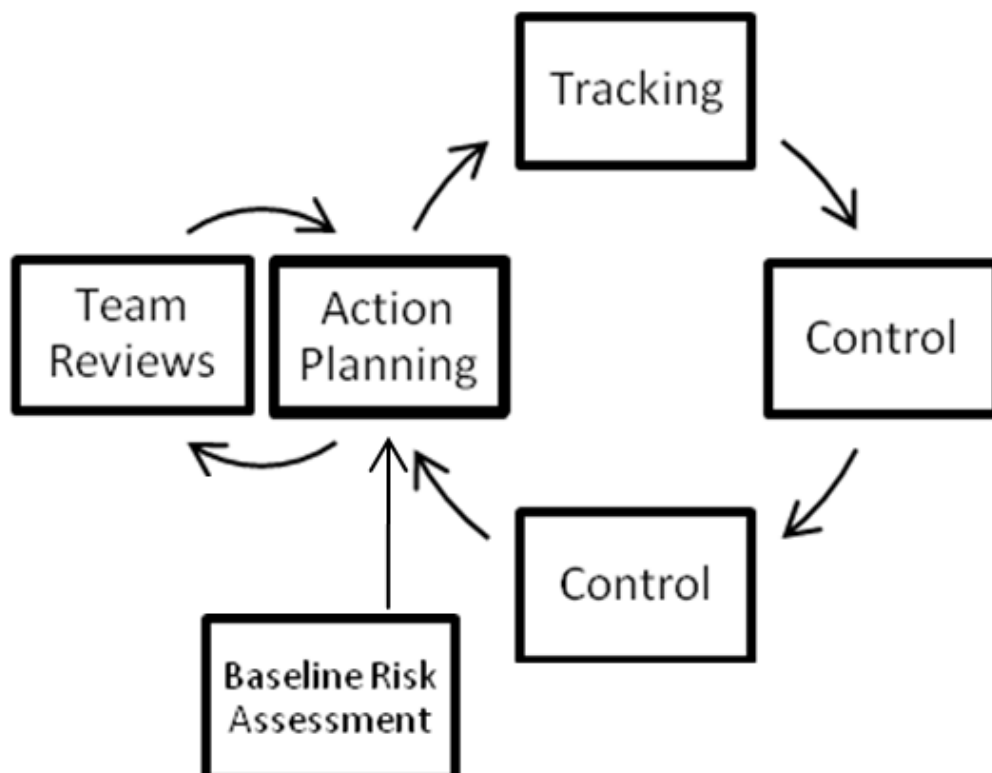 Tracking
Team
Reviews
Action
Planning
Control
Control
Baseline Risk
Assessment